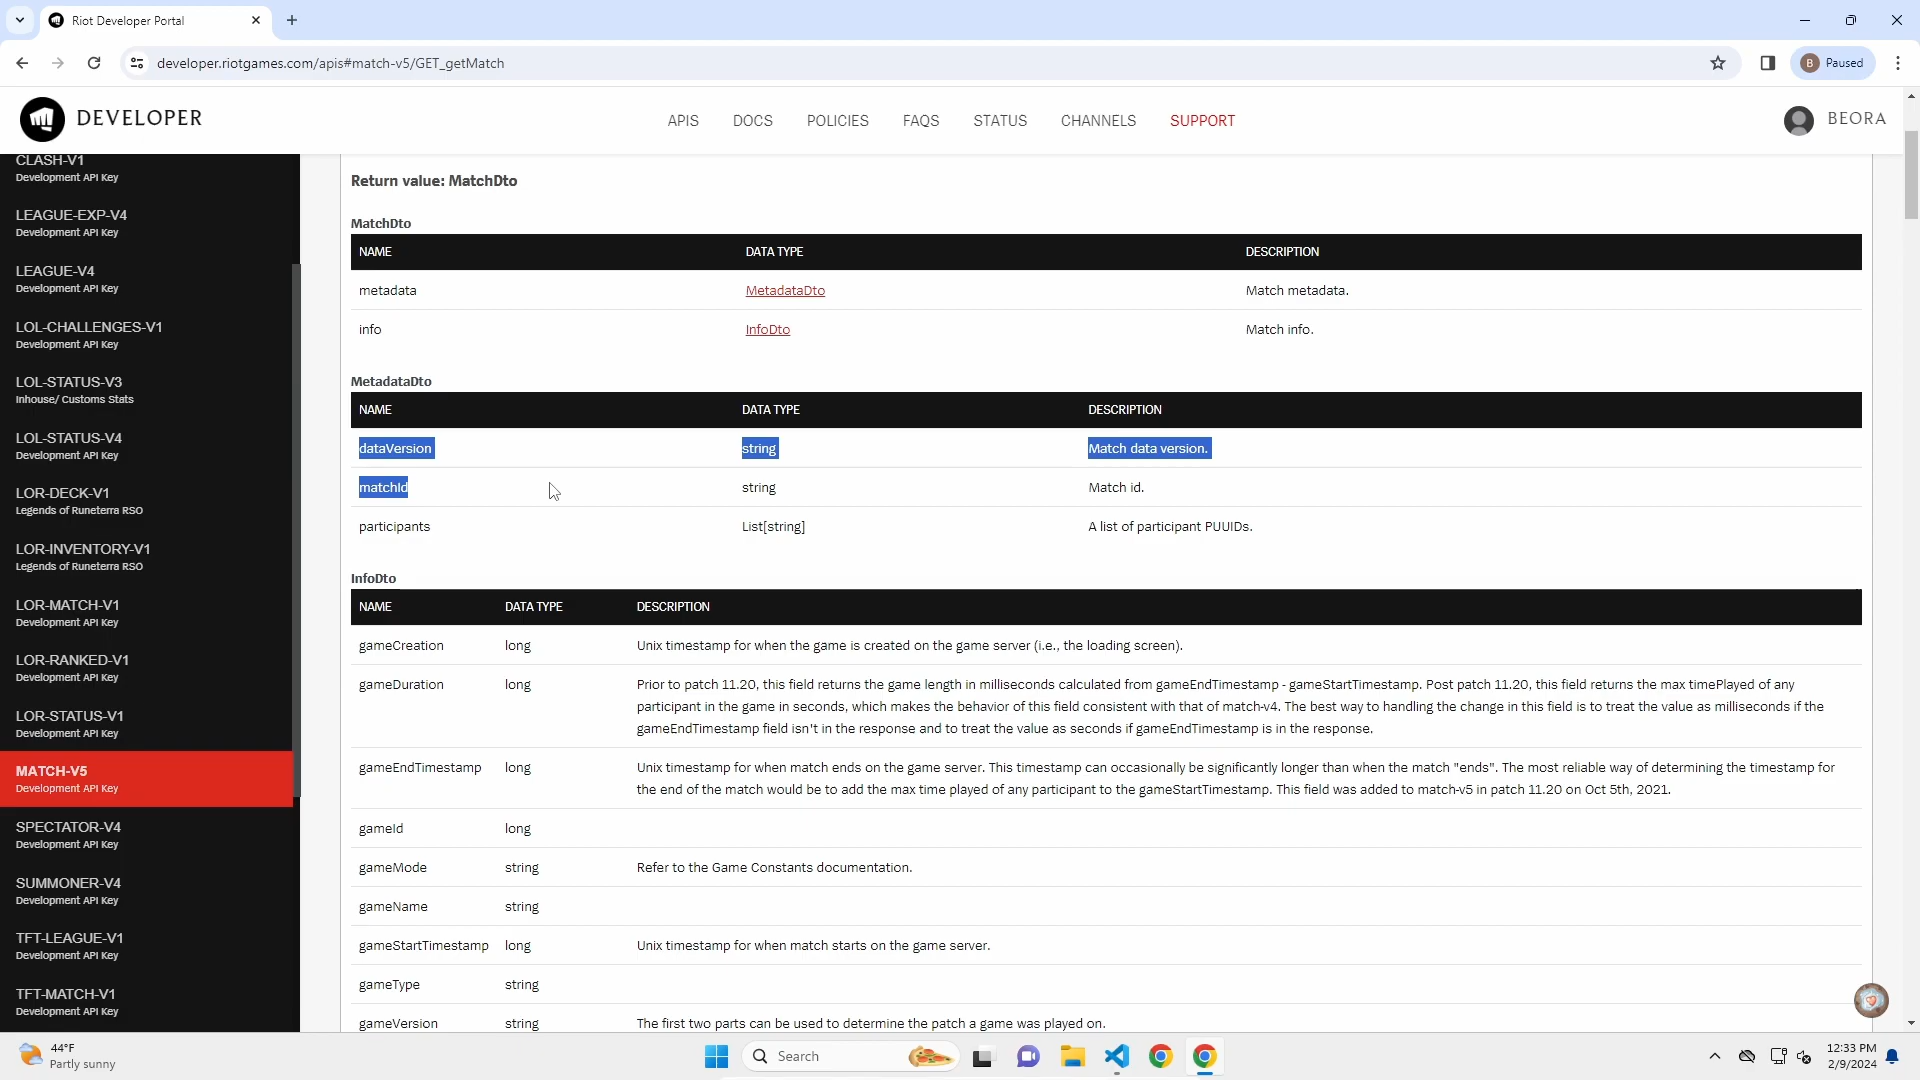 Riot Developer Portal
developer.riotgames.com/apis#match-v5/GET_getMatch
B Paused
DEVELOPER
APIS DOCS POLICIES FAQS STATUS CHANNELS SUPPORT
BEORA
CLASH-V1
Development API Key
LEAGUE-EXP-V4
Development API Key
LEAGUE-V4
Development API Key
LOL-CHALLENGES-V1
Development API Key
LOL-STATUS-V3
Inhouse/ Customs Stats
LOL-STATUS-V4
Development API Key
LOR-DECK-V1
Legends of Runeterra RSO
LOR-INVENTORY-V1
Legends of Runeterra RSO
LOR-MATCH-V1
Development API Key
LOR-RANKED-V1
Development API Key
LOR-STATUS-V1
Development API Key
MATCH-V5
Development API Key
SPECTATOR-V4
Development API Key
SUMMONER-V4
Development API Key
TFT-LEAGUE-V1
Development API Key
TFT-MATCH-V1
Development API Key
Return value: MatchDto
MatchDto
NAME DATA TYPE DESCRIPTION
metadata MetadataDto Match metadata.
info InfoDto Match info.
MetadataDto
NAME DATA TYPE DESCRIPTION
dataVersion string Match data version.
matchId string Match id.
participants List[string] A list of participant PUUIDs.
InfoDto
NAME DATA TYPE DESCRIPTION
gameCreation long Unix timestamp for when the game is created on the game server (i.e., the loading screen).
gameDuration long Prior to patch 11.20, this field returns the game length in milliseconds calculated from gameEndTimestamp - gameStartTimestamp. Post patch 11.20, this field returns the max timePlayed of any
participant in the game in seconds, which makes the behavior of this field consistent with that of match-v4. The best way to handling the change in this field is to treat the value as milliseconds if the
gameEndTimestamp field isn't in the response and to treat the value as seconds if gameEndTimestamp is in the response.
gameEndTimestamp long Unix timestamp for when match ends on the game server. This timestamp can occasionally be significantly longer than when the match "ends". The most reliable way of determining the timestamp for
the end of the match would be to add the max time played of any participant to the gameStartTimestamp. This field was added to match-v5 in patch 11.20 on Oct 5th, 2021.
gameId long
gameMode string Refer to the Game Constants documentation.
gameName string
gameStartTimestamp long Unix timestamp for when match starts on the game server.
gameType string
gameVersion string The first two parts can be used to determine the patch a game was played on.
44°F
Partly sunny
Search
12:33 PM
2/9/2024